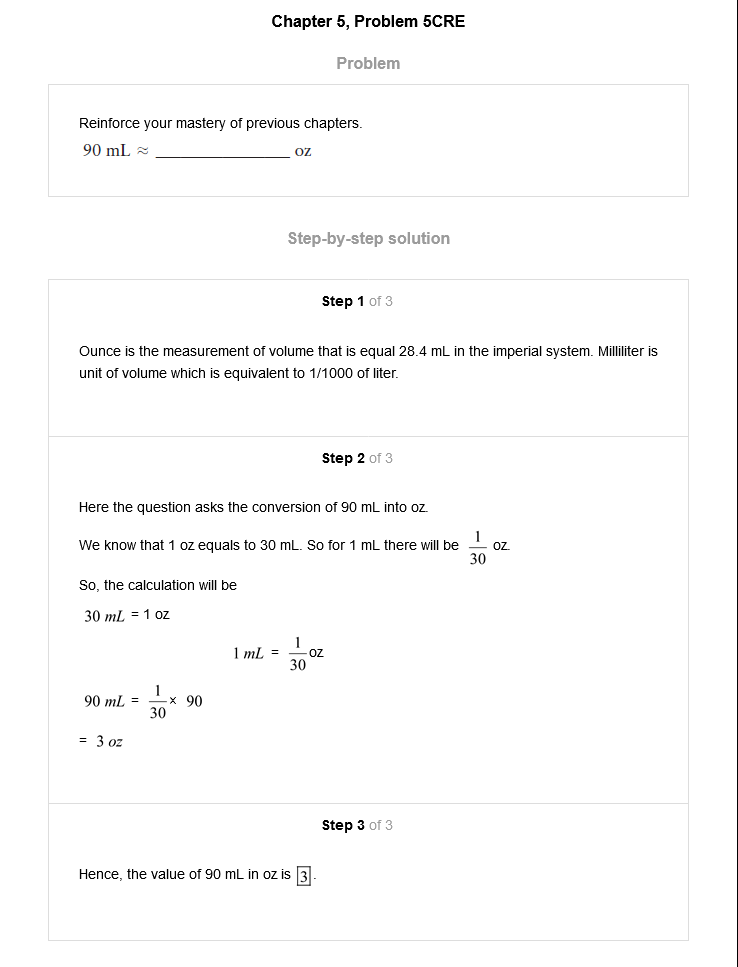 Chapter 5, Problem 5CRE
Problem
Reinforce your mastery of previous chapters.
90 mL ≈ ________________ oz
Step-by-step solution
Step 1 of 3
Ounce is the measurement of volume that is equal 28.4 mL in the imperial system. Milliliter is
unit of volume which is equivalent to 1/1000 of liter.
Step 2 of 3
Here the question asks the conversion of 90 mL into oz.
We know that 1 oz equals to 30 mL. So for 1 mL there will be 1/30 oz.
So, the calculation will be
30 mL = 1 oz
1 mL = 1/30 oz
90 mL = 1/30 × 90
= 3 oz
Step 3 of 3
Hence, the value of 90 mL in oz is 3.